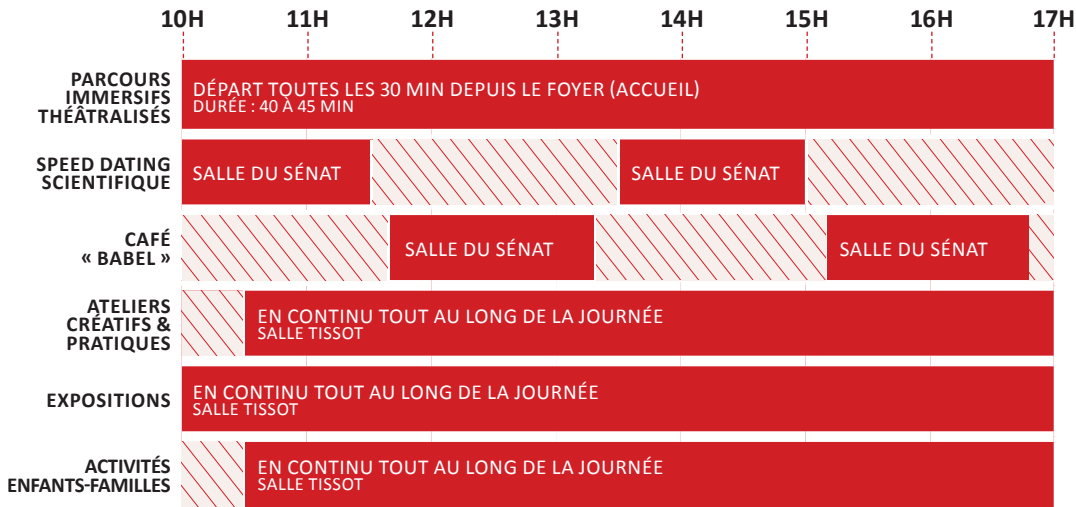 10H 11H 12H 13H 14H 15H 16H 17H
PARCOURS
IMMERSIFS
THÉÂTRALISÉS
DÉPART TOUTES LES 30 MIN DEPUIS LE FOYER (ACCUEIL)
DURÉE : 40 À 45 MIN
SPEED DATING
SCIENTIFIQUE
SALLE DU SÉNAT SALLE DU SÉNAT
CAFÉ
« BABEL »
SALLE DU SÉNAT SALLE DU SÉNAT
ATELIERS
CRÉATIFS &
PRATIQUES
EN CONTINU TOUT AU LONG DE LA JOURNÉE
SALLE TISSOT
EXPOSITIONS
EN CONTINU TOUT AU LONG DE LA JOURNÉE
SALLE TISSOT
ACTIVITÉS
ENFANTS-FAMILLES
EN CONTINU TOUT AU LONG DE LA JOURNÉE
SALLE TISSOT